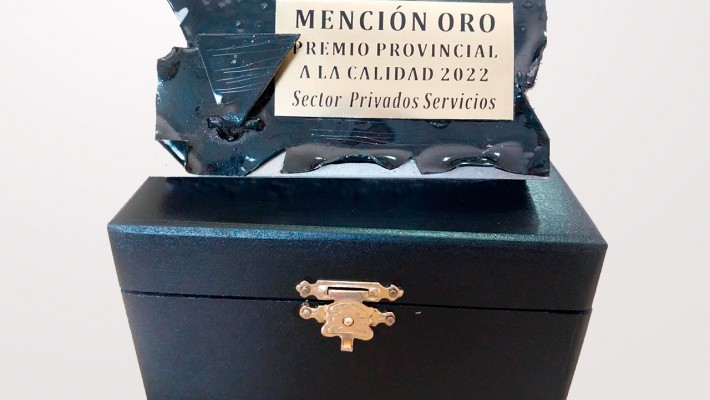 MENCIÓN ORO
PREMIO PROVINCIAL
A LA CALIDAD 2022
Sector Privados Servicios